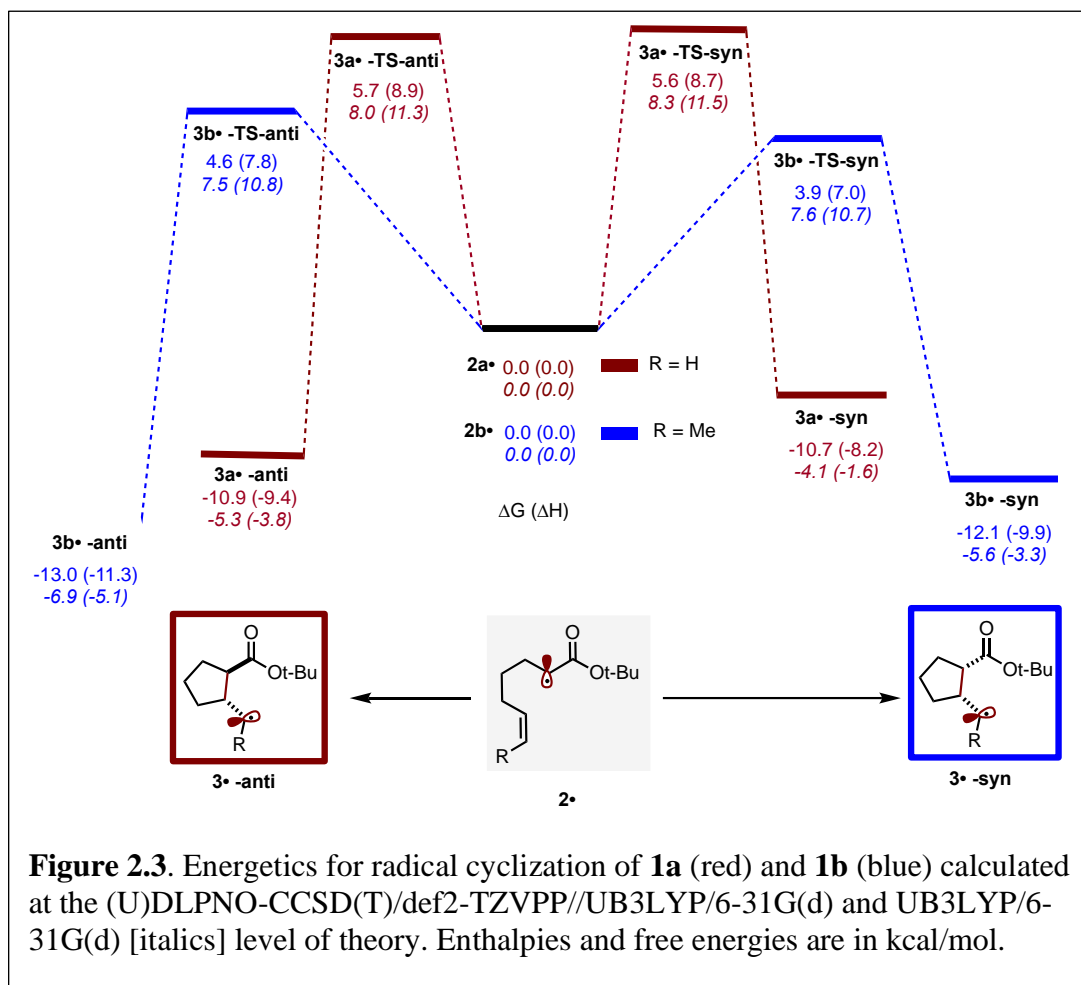 3a• -TS-anti
5.7 (8.9)
8.0 (11.3)
3a• -TS-syn
5.6 (8.7)
8.3 (11.5)
3b• -TS-anti
4.6 (7.8)
7.5 (10.8)
3b• -TS-syn
3.9 (7.0)
7.6 (10.7)
2a• 0.0 (0.0) R = H
0.0 (0.0)
2b• 0.0 (0.0) R = Me
0.0 (0.0)
ΔG (ΔH)
3a• -anti
-10.9 (-9.4)
-5.3 (-3.8)
3a• -syn
-10.7 (-8.2)
-4.1 (-1.6)
3b• -anti
-13.0 (-11.3)
-6.9 (-5.1)
3b• -syn
-12.1 (-9.9)
-5.6 (-3.3)
O
Ot-Bu
R
3• -anti
O
Ot-Bu
R
2•
O
Ot-Bu
R
3• -syn
Figure 2.3. Energetics for radical cyclization of 1a (red) and 1b (blue) calculated
at the (U)DLPNO-CCSD(T)/def2-TZVPP//UB3LYP/6-31G(d) and UB3LYP/6-
31G(d) [italics] level of theory. Enthalpies and free energies are in kcal/mol.